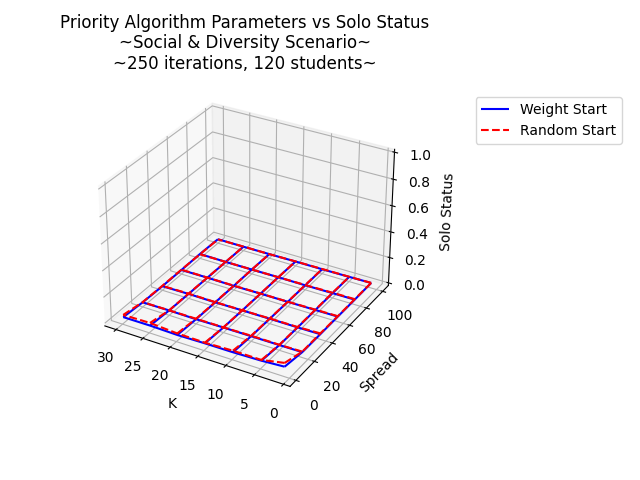 Priority Algorithm Parameters vs Solo Status
~Social & Diversity Scenario~
~250 iterations, 120 students~
Weight Start
Random Start
1.0
0.8
0.6
0.4
0.2
0.0
Solo Status
100
80
60
40
20
0
Spread
30
25
20
15
10
5
0
K